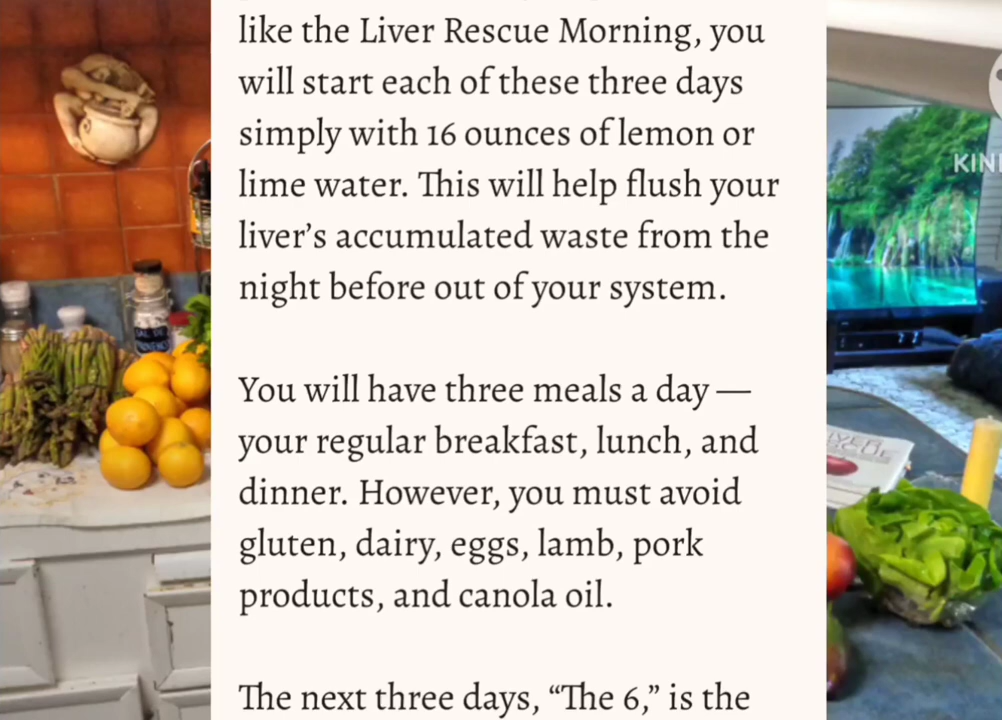 like the Liver Rescue Morning, you
will start each of these three days
simply with 16 ounces of lemon or
lime water. This will help flush your
liver’s accumulated waste from the
night before out of your system.
You will have three meals a day —
your regular breakfast, lunch, and
dinner. However, you must avoid
gluten, dairy, eggs, lamb, pork
products, and canola oil.
The next three days, “The 6,” is the
KIN